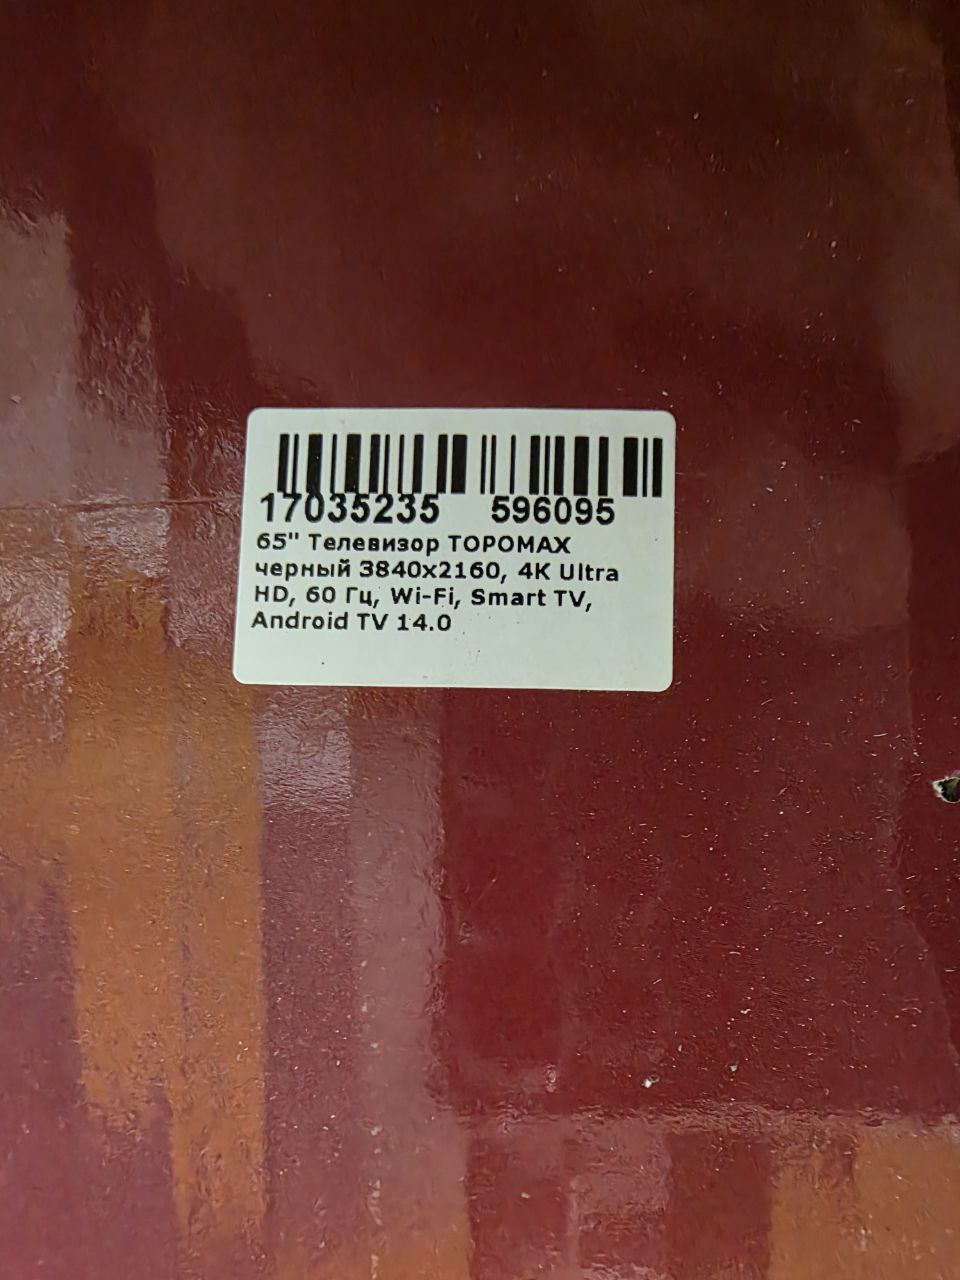 17035235 596095
65" Телевизор TOPOMAX
черный 3840x2160, 4K Ultra
HD, 60 Гц, Wi-Fi, Smart TV,
Android TV 14.0